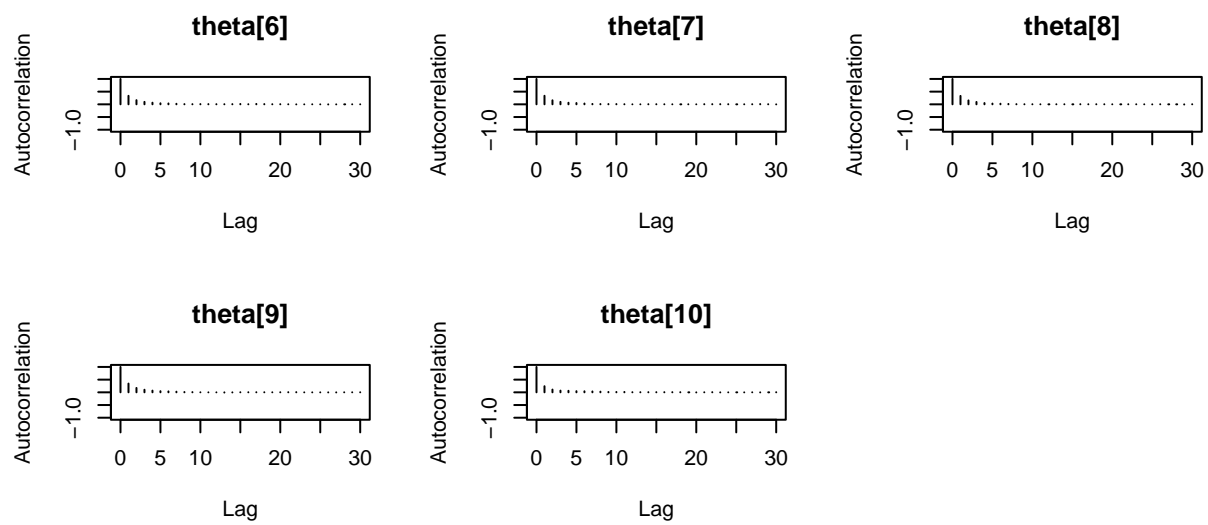 theta[6]
Autocorrelation
−1.0
0 5 10 20 30
Lag
theta[7]
Autocorrelation
−1.0
0 5 10 20 30
Lag
theta[8]
Autocorrelation
−1.0
0 5 10 20 30
Lag
theta[9]
Autocorrelation
−1.0
0 5 10 20 30
Lag
theta[10]
Autocorrelation
−1.0
0 5 10 20 30
Lag